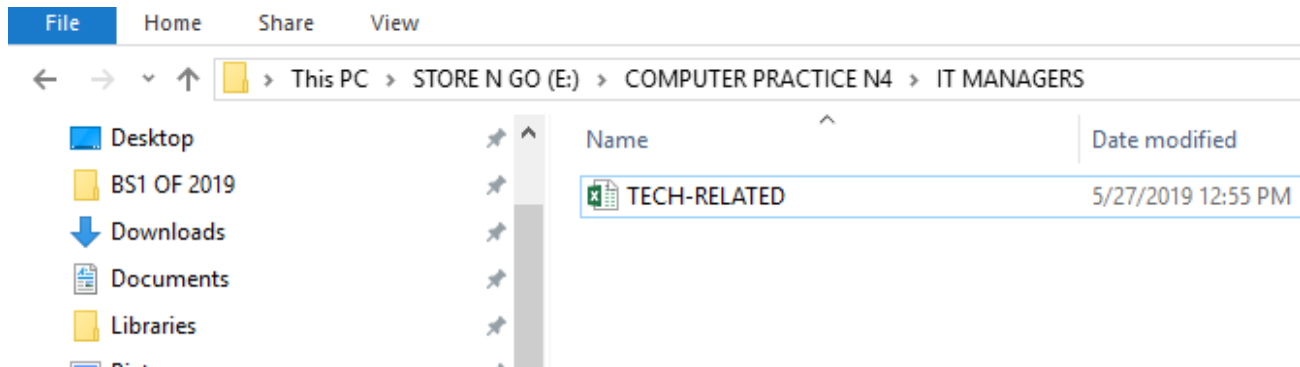 File Home Share View
This PC > STORE N GO (E:) > COMPUTER PRACTICE N4 > IT MANAGERS
Desktop
BS1 OF 2019
Downloads
Documents
Libraries
Name Date modified
TECH-RELATED 5/27/2019 12:55 PM